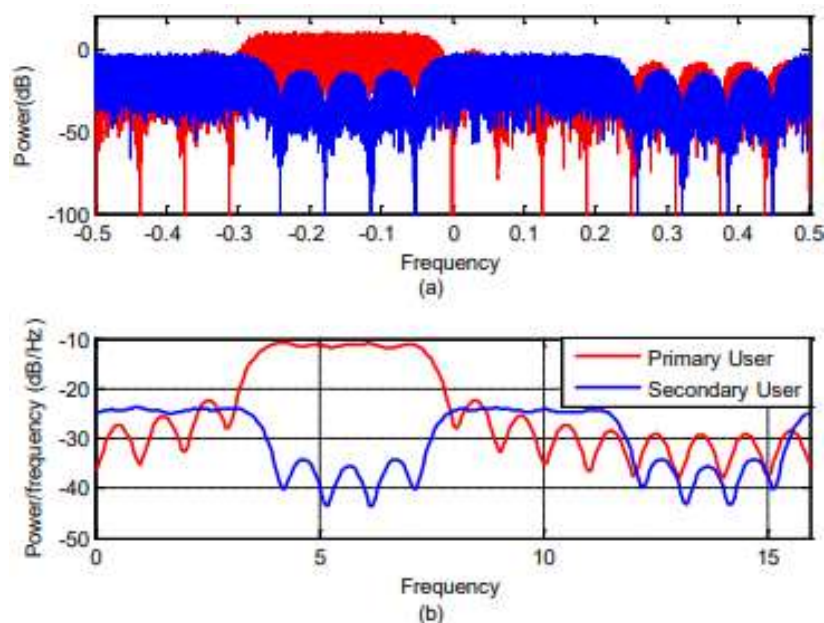 Power(dB)
0
-50
-100
-0.5 -0.4 -0.3 -0.2 -0.1 0 0.1 0.2 0.3 0.4 0.5
Frequency
(a)
Power/frequency (dB/Hz)
-10
-20
-30
-40
-50
Primary User
Secondary User
0 5 10 15
Frequency
(b)